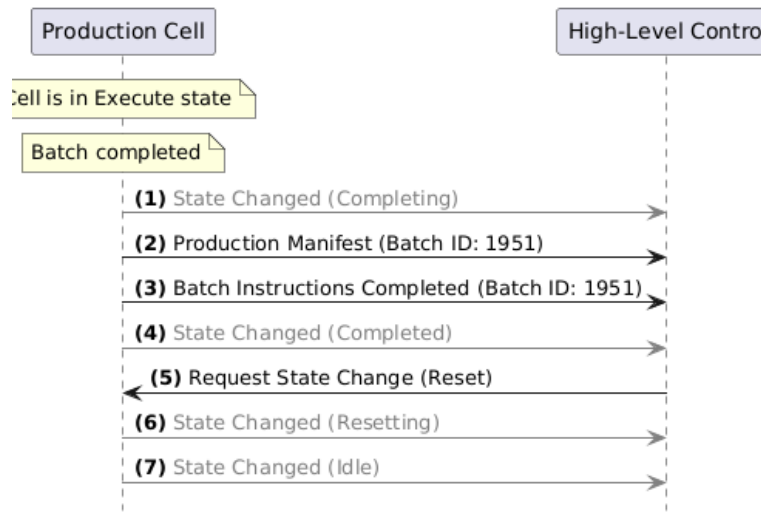 Production Cell
High-Level Contro
Cell is in Execute state
Batch completed
(1) State Changed (Completing)
(2) Production Manifest (Batch ID: 1951)
(3) Batch Instructions Completed (Batch ID: 1951)
(4) State Changed (Completed)
(5) Request State Change (Reset)
(6) State Changed (Resetting)
(7) State Changed (Idle)